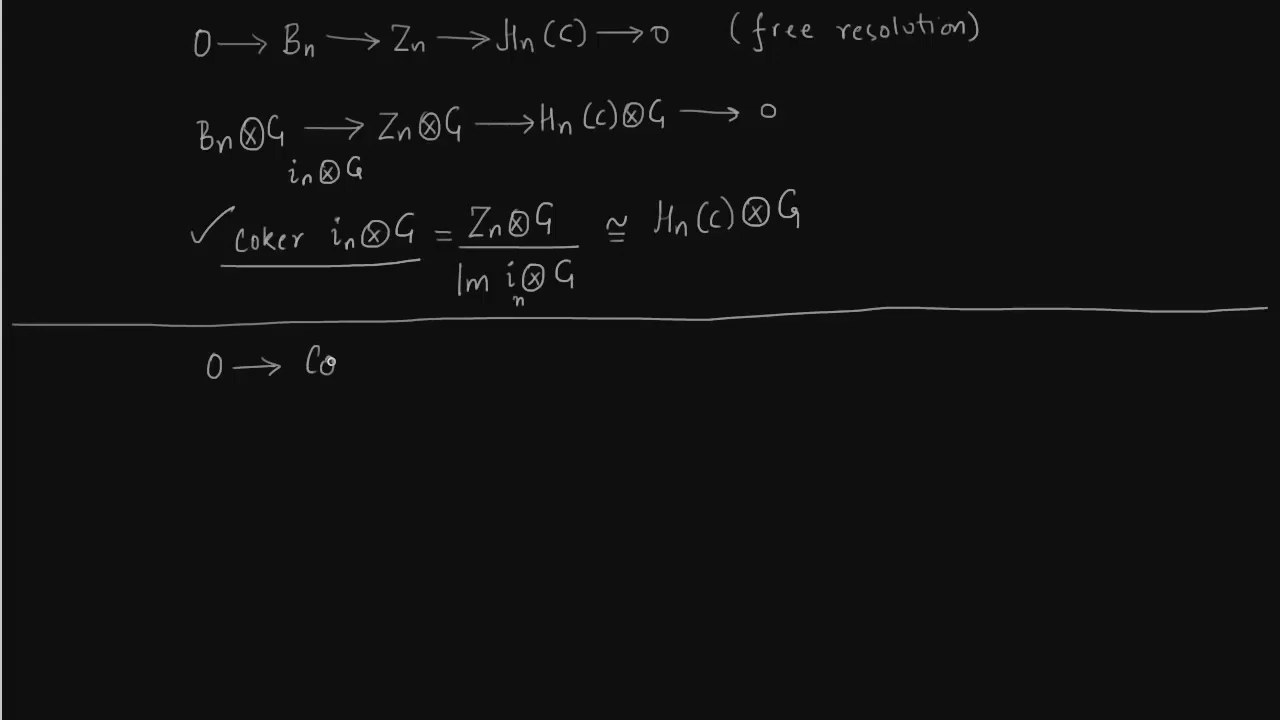 0 → Bn → Zn → Hn(C) → 0 (free resolution)
Bn⊗G → Zn⊗G → Hn(C)⊗G → 0
in⊗G
✓ Coker in⊗G = Zn⊗G / Im in⊗G ≅ Hn(C)⊗G
0 → Co